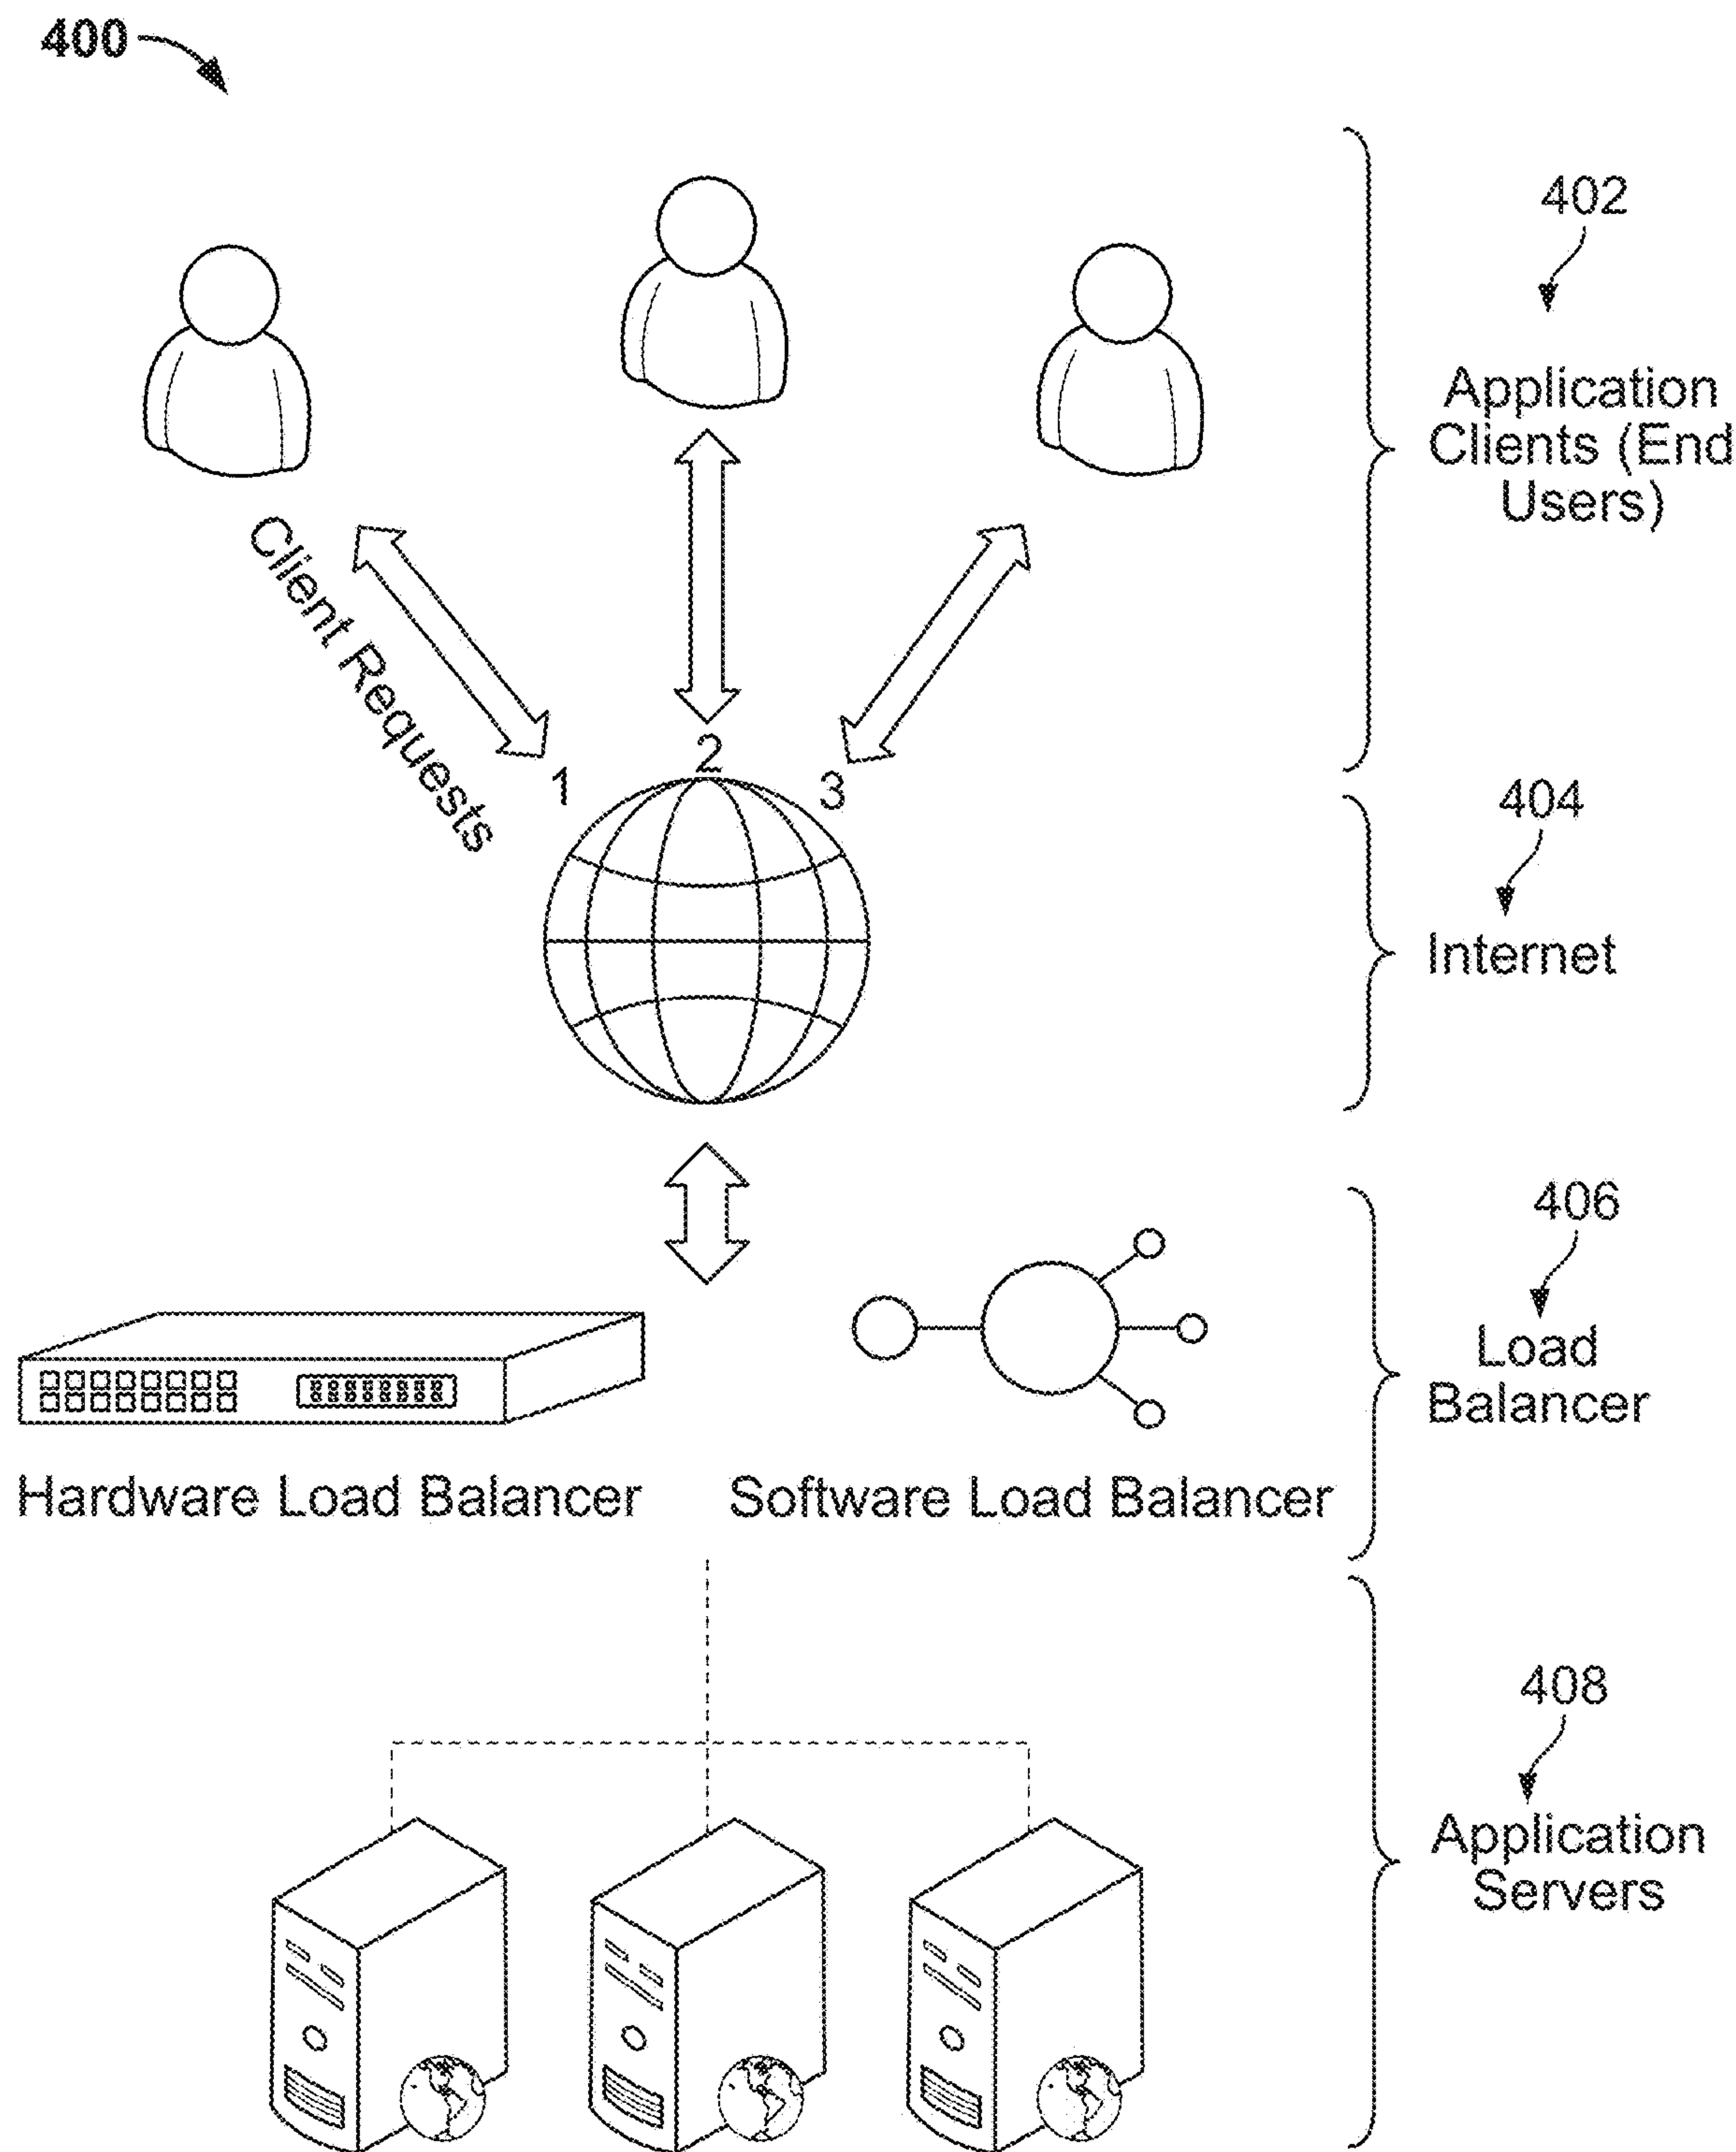 400
402
Application
Clients (End
Users)
Client Requests
1
2
3
404
Internet
406
Load
Balancer
Hardware Load Balancer
Software Load Balancer
408
Application
Servers